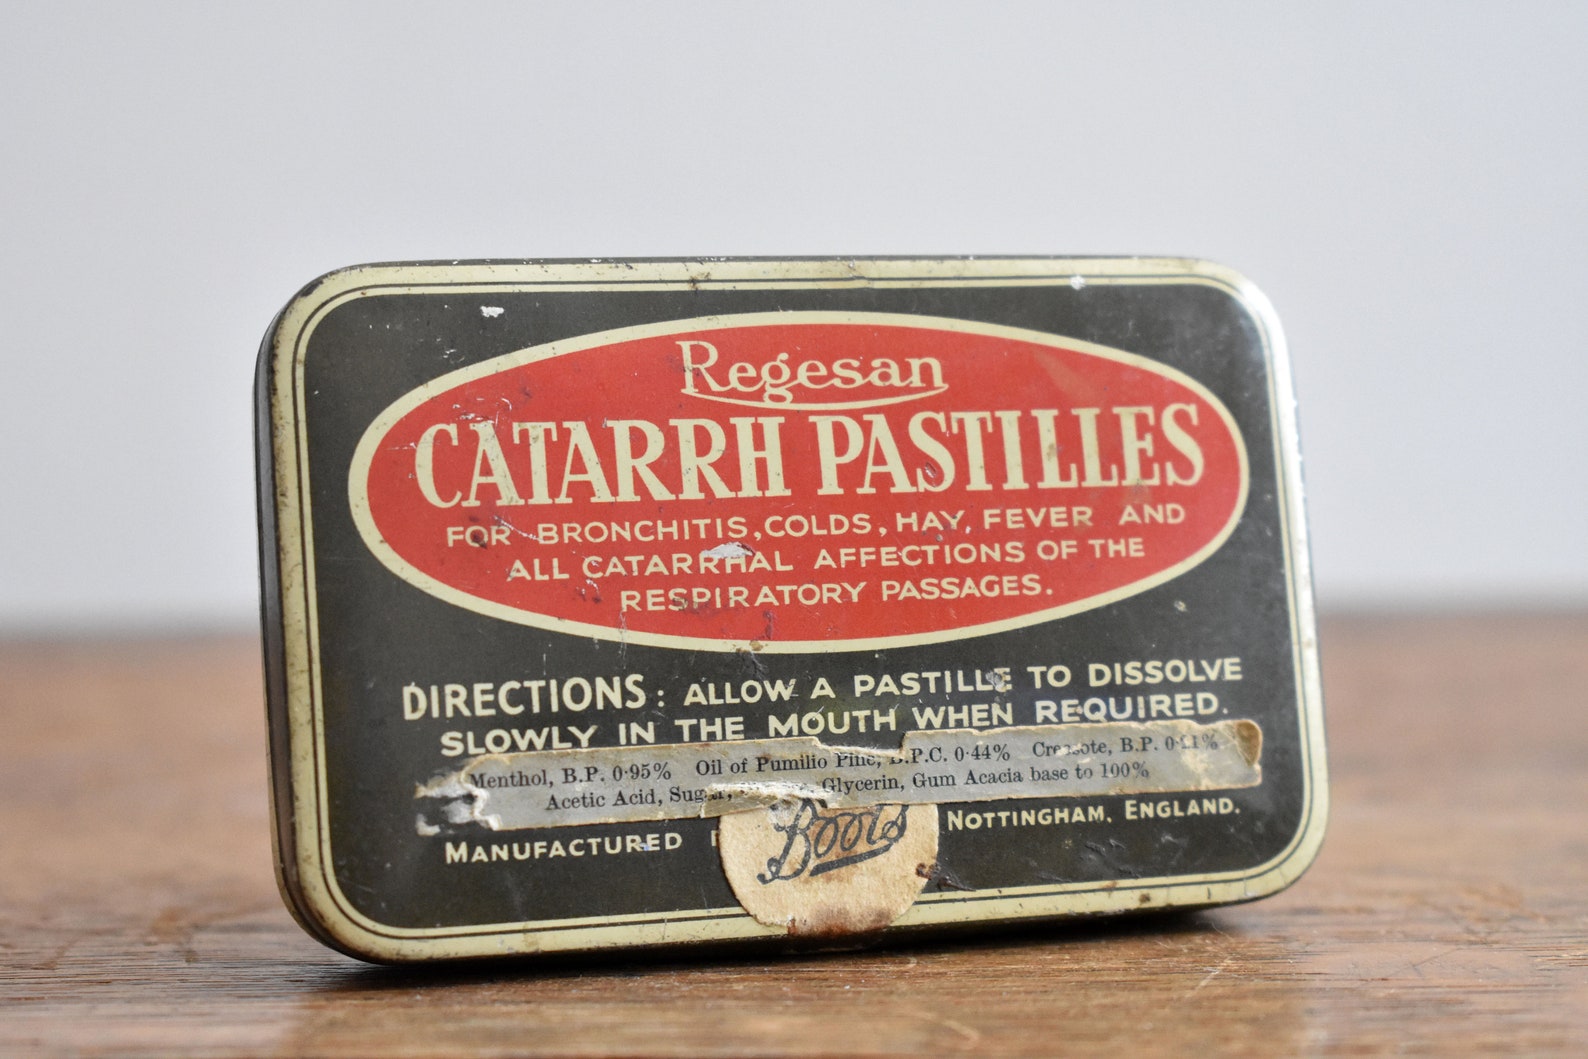 Regesan
CATARRH PASTILLES
FOR BRONCHITIS, COLDS, HAY, FEVER AND
ALL CATARRHAL AFFECTIONS OF THE
RESPIRATORY PASSAGES.
DIRECTIONS: ALLOW A PASTILLE TO DISSOLVE
SLOWLY IN THE MOUTH WHEN REQUIRED.
Menthol, B.P. 0·95% Oil of Pumilio Pine, B.P.C. 0·44% Creosote, B.P.
Acetic Acid, Sugar, Glycerin, Gum Acacia base to 100%
MANUFACTURED Boots NOTTINGHAM, ENGLAND.